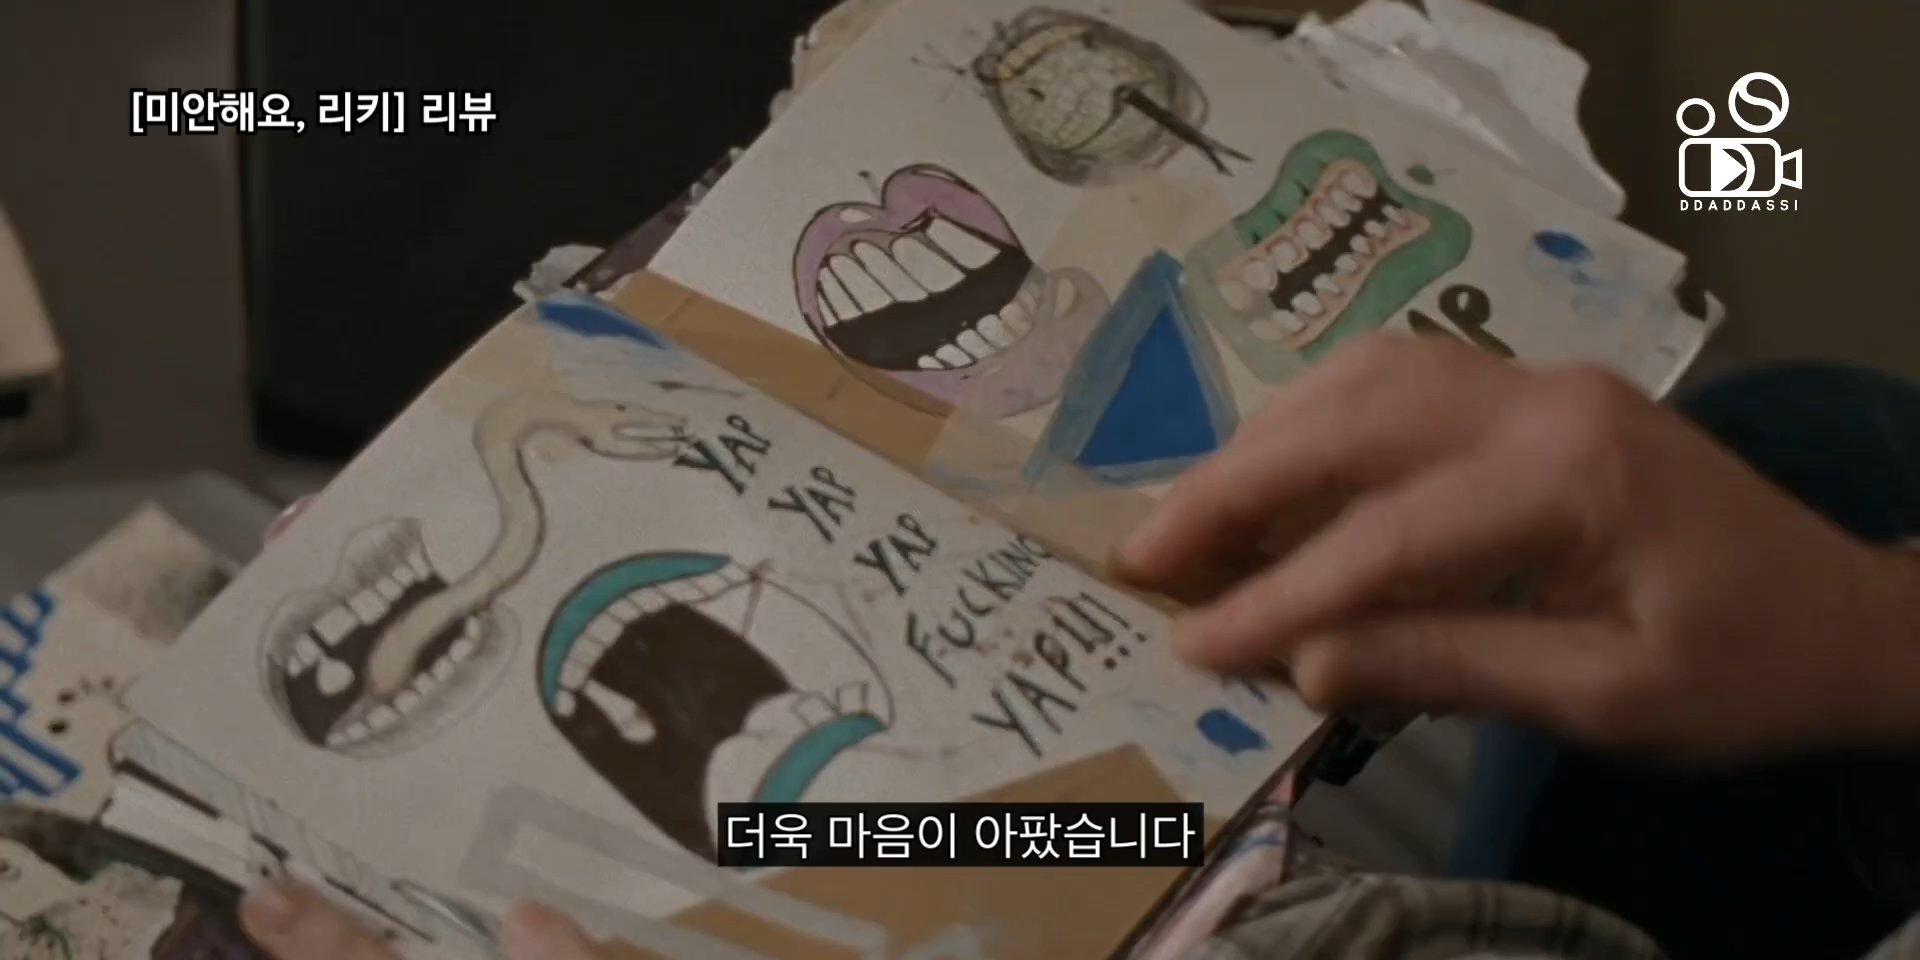 [미안해요, 리키] 리뷰
DDADDASSI
YAP
YAP
YAP
FUCKING
YAP!!!
더욱 마음이 아팠습니다